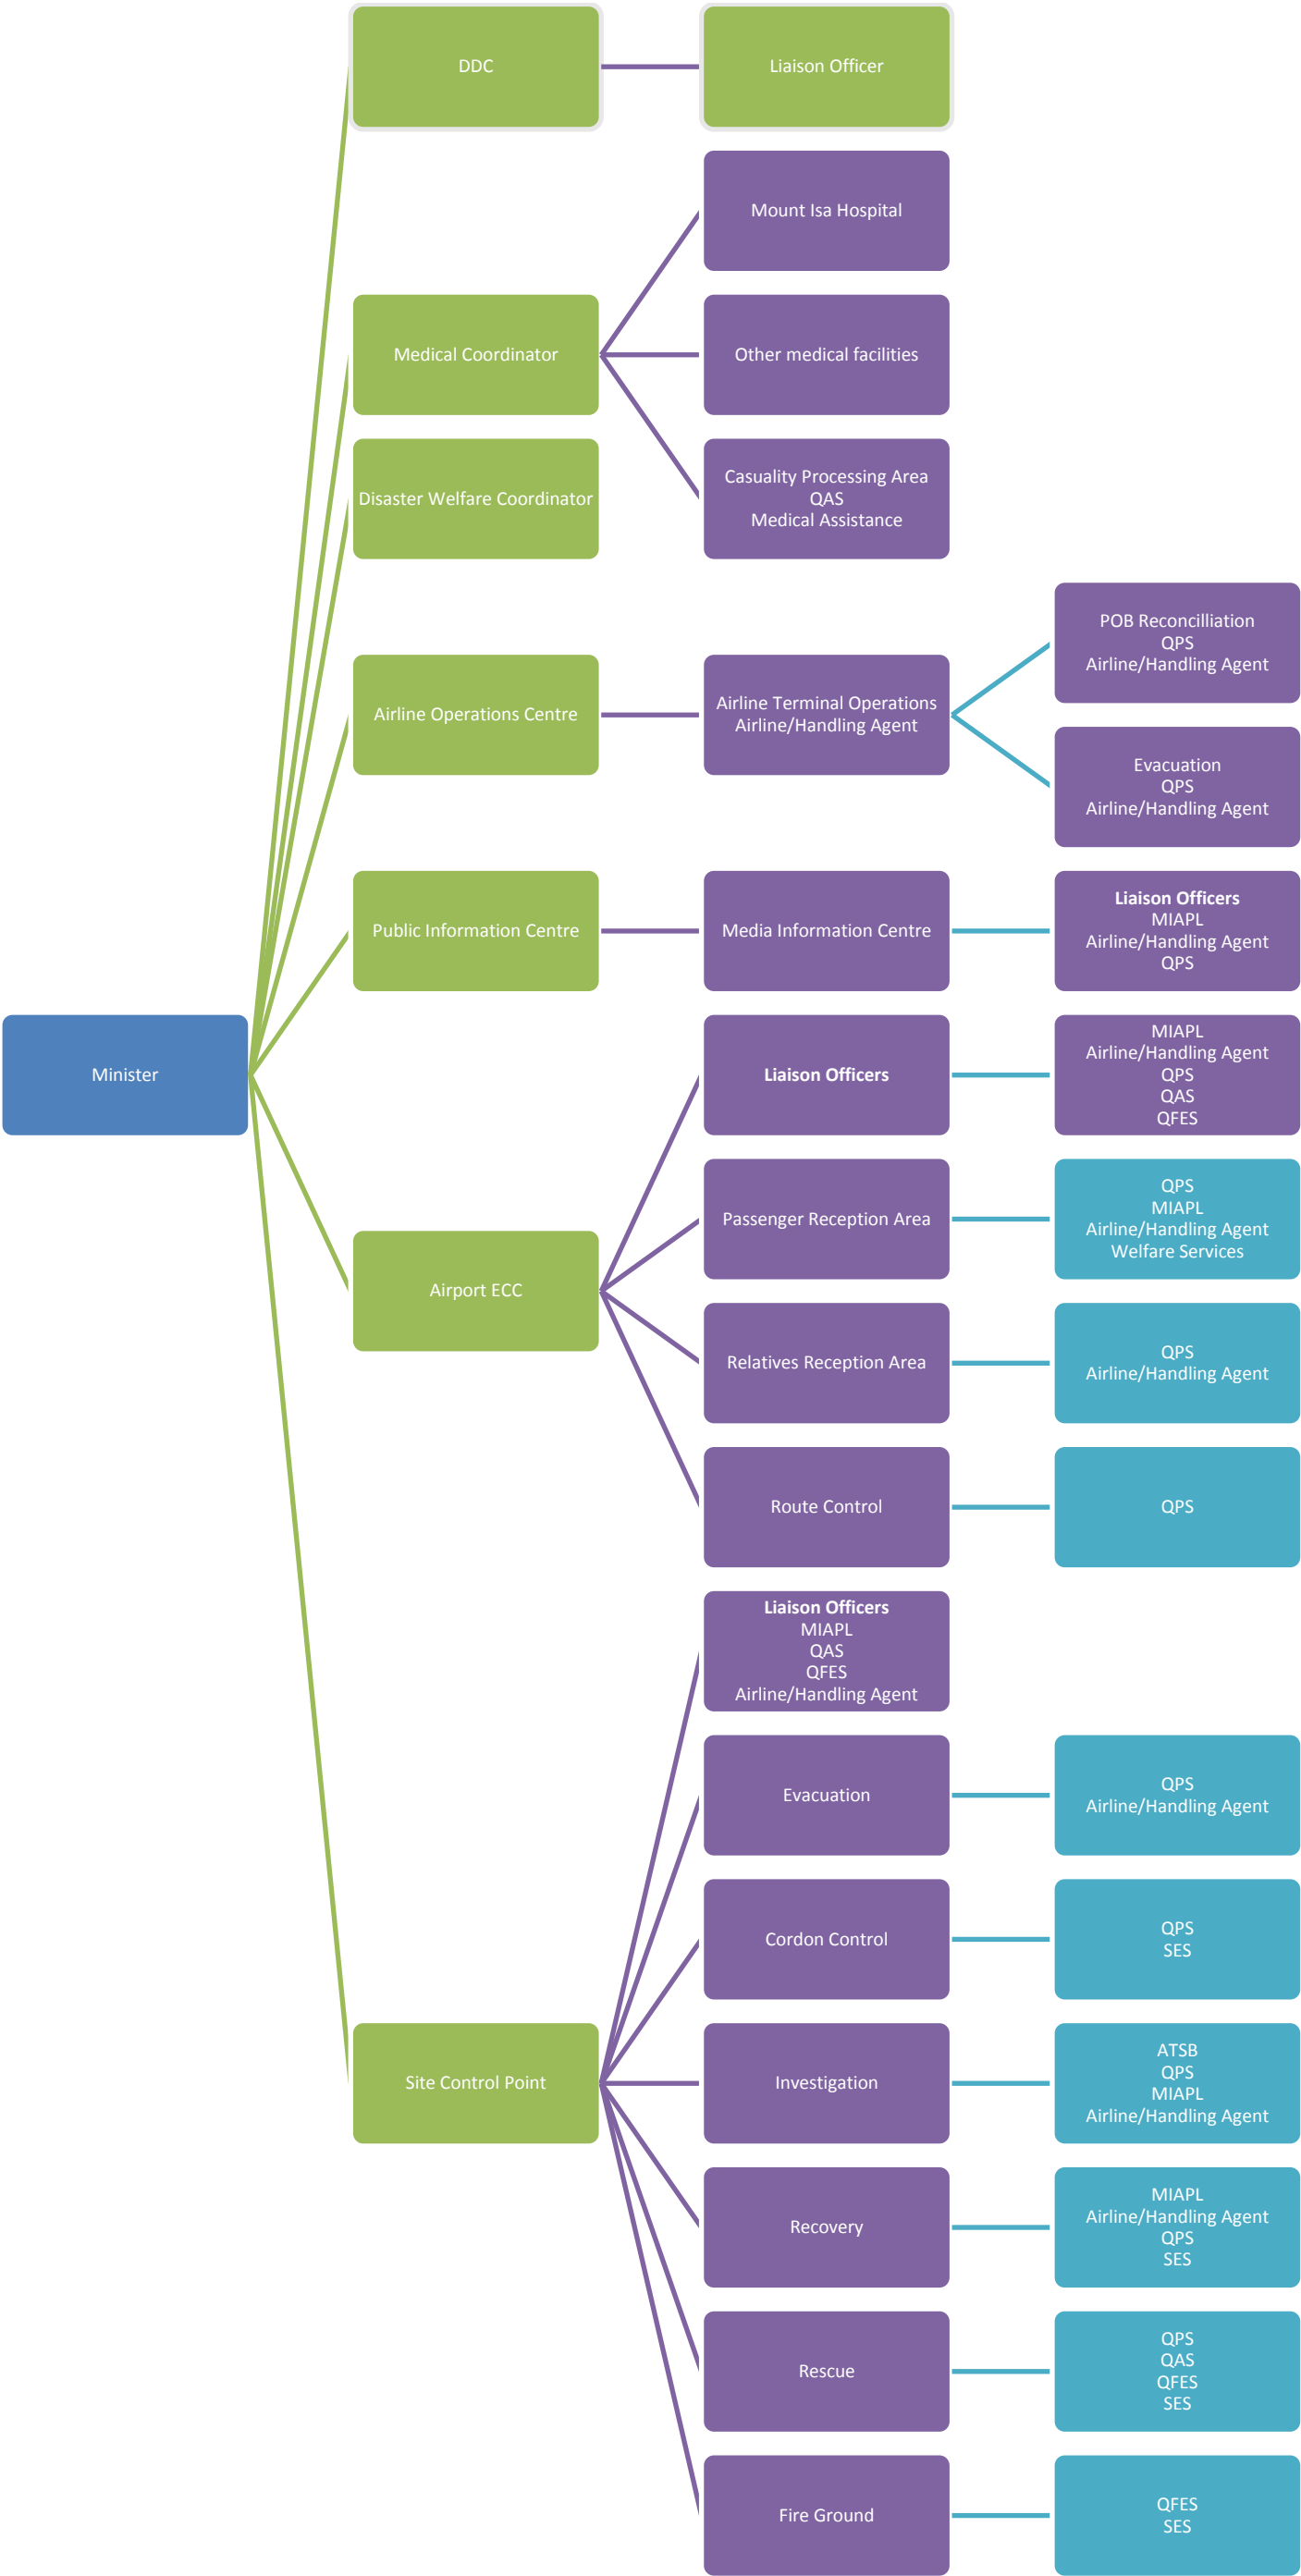 DDC
Liaison Officer
Mount Isa Hospital
Medical Coordinator
Other medical facilities
Disaster Welfare Coordinator
Casuality Processing Area
QAS
Medical Assistance
POB Reconcilliation
QPS
Airline/Handling Agent
Airline Operations Centre
Airline Terminal Operations
Airline/Handling Agent
Evacuation
QPS
Airline/Handling Agent
Public Information Centre
Media Information Centre
Liaison Officers
MIAPL
Airline/Handling Agent
QPS
Minister
Liaison Officers
MIAPL
Airline/Handling Agent
QPS
QAS
QFES
Passenger Reception Area
QPS
MIAPL
Airline/Handling Agent
Welfare Services
Airport ECC
Relatives Reception Area
QPS
Airline/Handling Agent
Route Control
QPS
Liaison Officers
MIAPL
QAS
QFES
Airline/Handling Agent
Evacuation
QPS
Airline/Handling Agent
Cordon Control
QPS
SES
Site Control Point
Investigation
ATSB
QPS
MIAPL
Airline/Handling Agent
Recovery
MIAPL
Airline/Handling Agent
QPS
SES
Rescue
QPS
QAS
QFES
SES
Fire Ground
QFES
SES